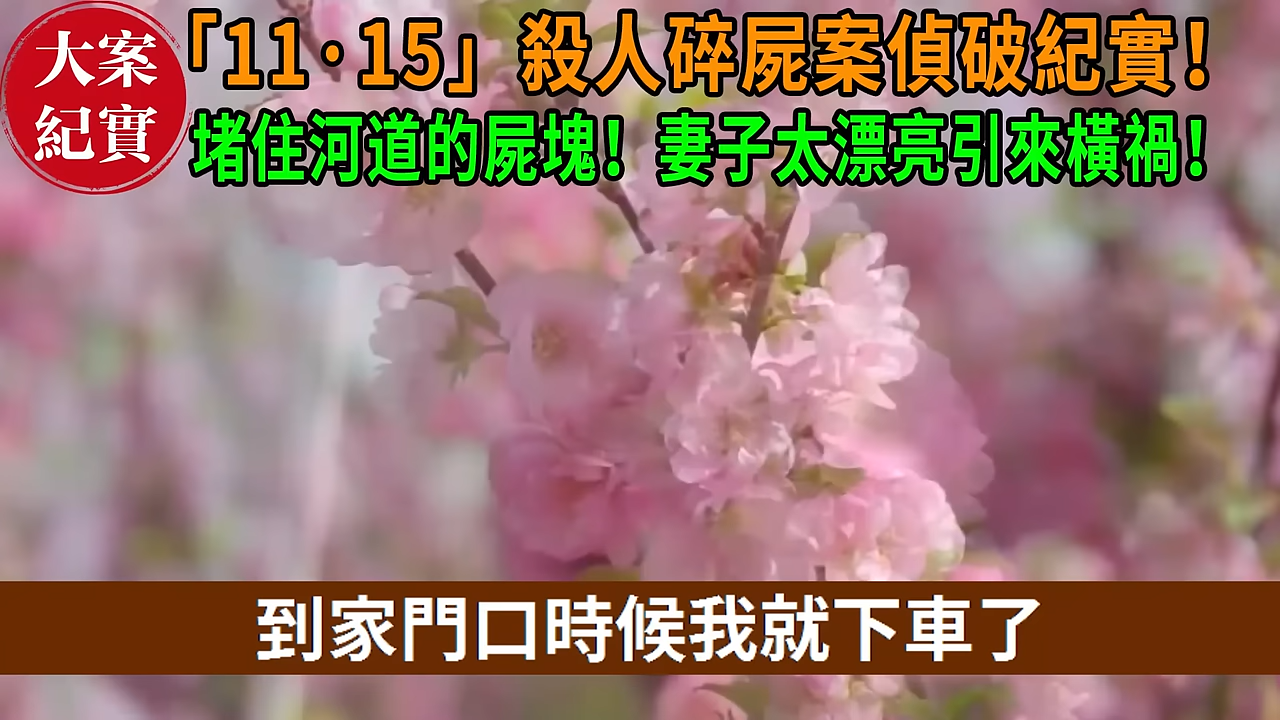 大案
紀實
「11·15」殺人碎屍案偵破紀實！
堵住河道的屍塊！妻子太漂亮引來橫禍！
到家門口時候我就下車了